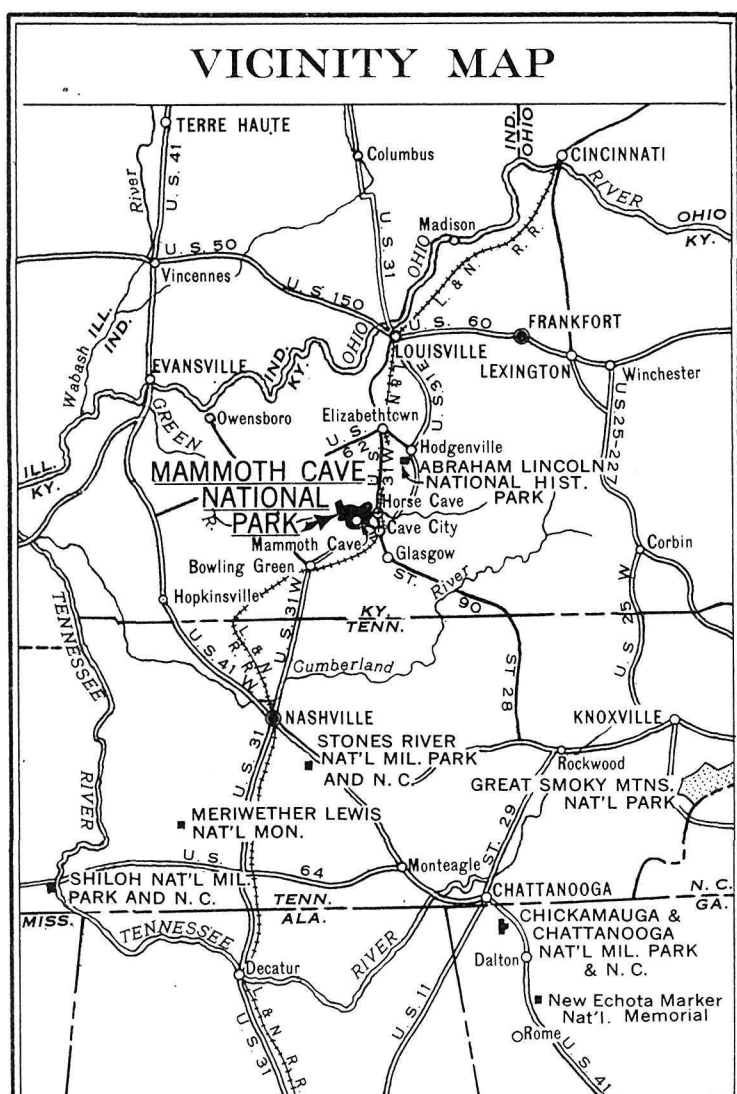 VICINITY MAP
TERRE HAUTE
Columbus
IND.
OHIO
CINCINNATI
River
U. S. 41
U. S. 31
Madison
OHIO
RIVER
OHIO
KY.
L. & N. R. R.
U. S. 50
Vincennes
U. S. 150
Wabash
ILL.
IND.
OHIO
IND.
KY.
U. S. 60
FRANKFORT
LOUISVILLE
LEXINGTON
Winchester
EVANSVILLE
L & N
U.S. 31 E
US 25-227
Owensboro
GREEN
R.
Elizabethtown
U. S. 62
U. S. 31 W
Hodgenville
ILL.
KY.
MAMMOTH CAVE
NATIONAL
PARK
ABRAHAM LINCOLN
NATIONAL HIST.
PARK
Horse Cave
Cave City
Mammoth Cave
Glasgow
Bowling Green
Corbin
ST. 90
River
Hopkinsville
TENNESSEE
RIVER
KY.
TENN.
U.S. 31 W
L & N R. R.
U.S. 41 W
Cumberland
ST 28
U S 25 W
NASHVILLE
KNOXVILLE
STONES RIVER
NAT'L MIL. PARK
AND N. C.
Rockwood
GREAT SMOKY MTNS.
NAT'L PARK
U. S. 31
MERIWETHER LEWIS
NAT'L MON.
ST. 29
U. S. 64
Monteagle
SHILOH NAT'L MIL.
PARK AND N. C.
CHATTANOOGA
N. C.
GA.
MISS.
TENN.
ALA.
TENNESSEE
RIVER
CHICKAMAUGA &
CHATTANOOGA
NAT'L MIL. PARK
& N. C.
Decatur
Dalton
New Echota Marker
Nat'l. Memorial
U. S. 11
Rome
L & N R R.
U. S. 31
U. S. 41